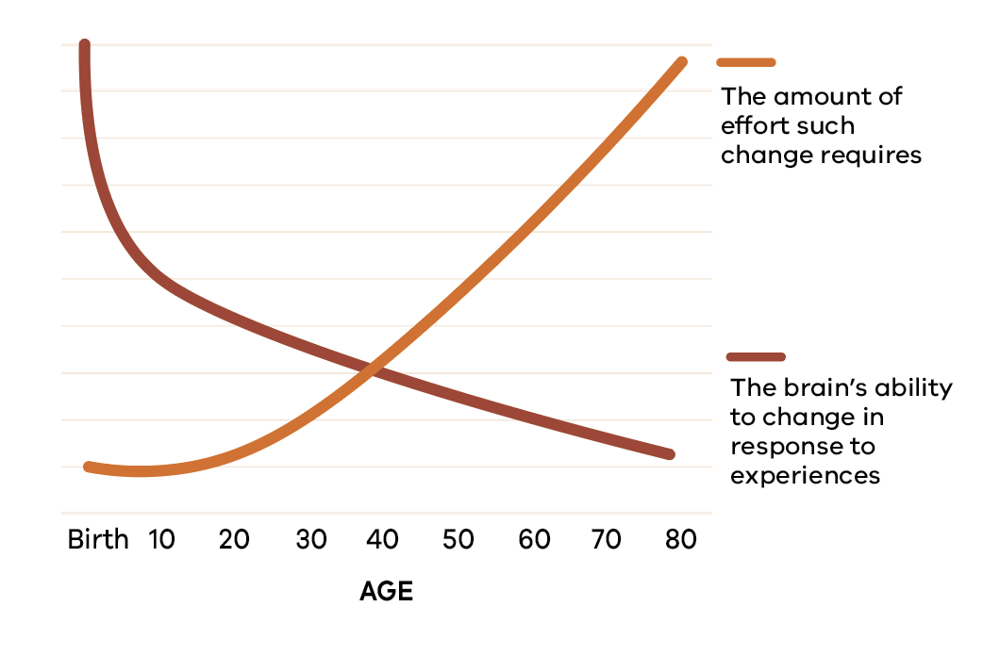 The amount of
effort such
change requires
The brain’s ability
to change in
response to
experiences
Birth 10 20 30 40 50 60 70 80
AGE